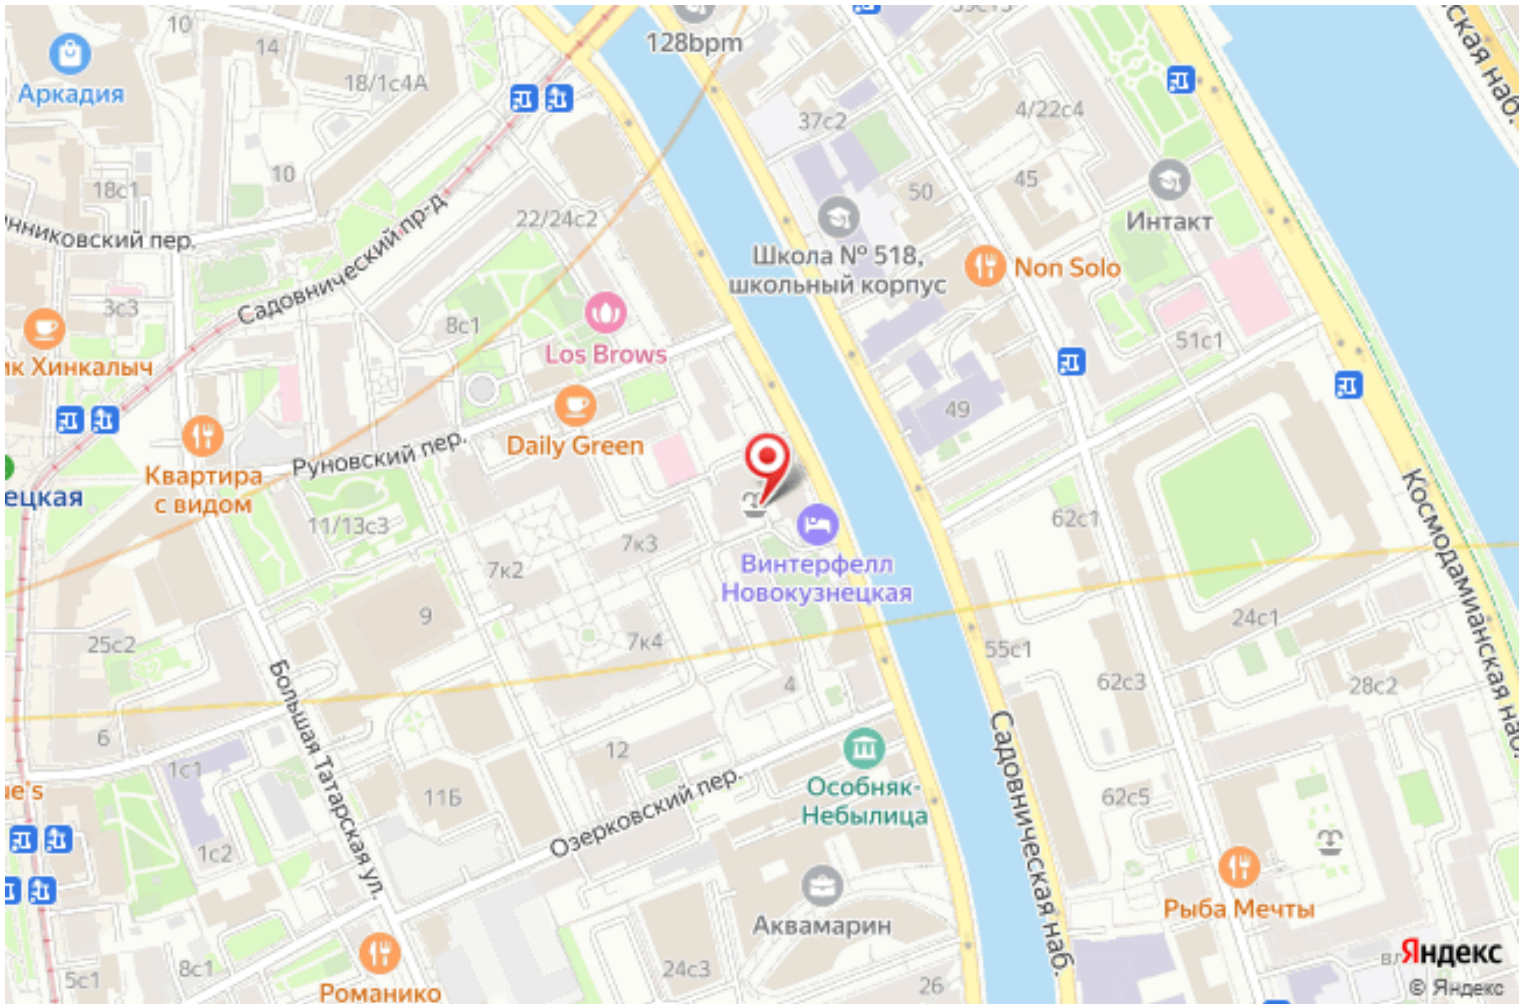 10
14
18/1с4А
Аркадия
128bpm
37с2
4/22с4
ская наб.
18с1
10
22/24с2
50
45
Интакт
нниковский пер.
Садовнический пр-д
Школа № 518,
школьный корпус
Non Solo
3с3
8с1
Los Brows
51с1
ик Хинкалыч
49
Daily Green
Руновский пер.
Квартира
с видом
ецкая
11/13с3
7к3
7к2
62с1
Космодамианская наб.
Винтерфелл
Новокузнецкая
9
7к4
25с2
24с1
55с1
4
62с3
28с2
Большая Татарская ул.
Садовническая наб.
6
1с1
12
Особняк-
Небылица
11Б
62с5
Озерковский пер.
1с2
Аквамарин
Рыба Мечты
5с1
8с1
Романико
24с3
26
Яндекс
© Яндекс